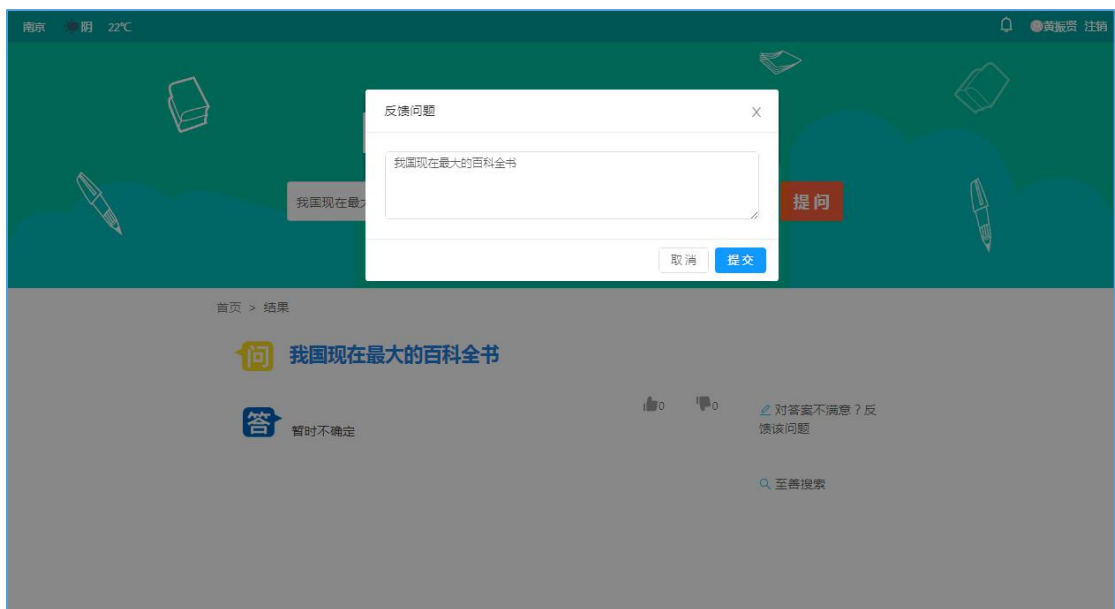 南京 阴 22℃ 黄振贤 注销
反馈问题 X
我国现在最大的百科全书
我国现在最 提问
取消 提交
首页 > 结果
问 我国现在最大的百科全书
答 暂时不确定
0 0
对答案不满意？反
馈该问题
至善搜索